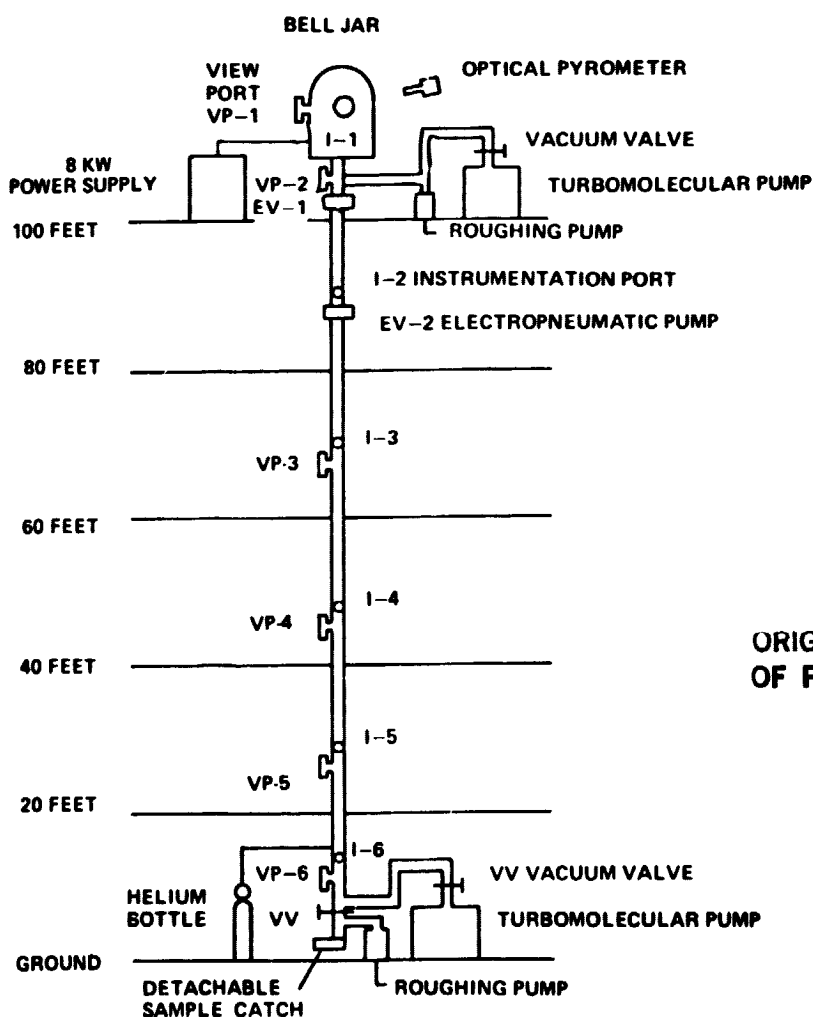 BELL JAR
VIEW
PORT
VP-1
OPTICAL PYROMETER
I-1
VACUUM VALVE
8 KW
POWER SUPPLY
VP-2
TURBOMOLECULAR PUMP
EV-1
100 FEET
ROUGHING PUMP
I-2 INSTRUMENTATION PORT
EV-2 ELECTROPNEUMATIC PUMP
80 FEET
I-3
VP-3
60 FEET
I-4
VP-4
ORIG
OF
40 FEET
I-5
VP-5
20 FEET
I-6
VP-6
VV VACUUM VALVE
HELIUM
BOTTLE
VV
TURBOMOLECULAR PUMP
GROUND
DETACHABLE
SAMPLE CATCH
ROUGHING PUMP